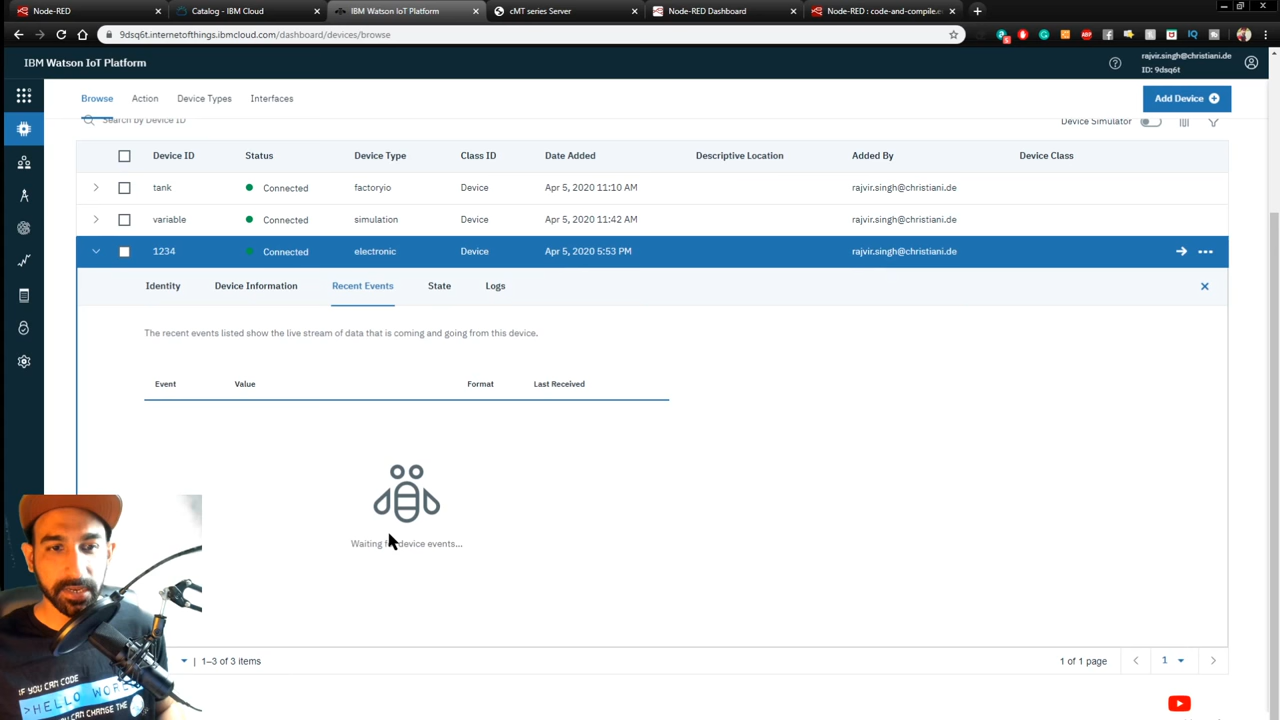 Node-RED
Catalog - IBM Cloud
IBM Watson IoT Platform
cMT series Server
Node-RED Dashboard
Node-RED : code-and-compile.e
9dsq6t.internetofthings.ibmcloud.com/dashboard/devices/browse
IBM Watson IoT Platform
rajvir.singh@christiani.de
ID: 9dsq6t
Browse
Action
Device Types
Interfaces
Add Device
Search by Device ID
Device Simulator
Device ID
Status
Device Type
Class ID
Date Added
Descriptive Location
Added By
Device Class
tank
Connected
factoryio
Device
Apr 5, 2020 11:10 AM
rajvir.singh@christiani.de
variable
Connected
simulation
Device
Apr 5, 2020 11:42 AM
rajvir.singh@christiani.de
1234
Connected
electronic
Device
Apr 5, 2020 5:53 PM
rajvir.singh@christiani.de
Identity
Device Information
Recent Events
State
Logs
The recent events listed show the live stream of data that is coming and going from this device.
Event
Value
Format
Last Received
Waiting for device events...
1–3 of 3 items
1 of 1 page
1
IF YOU CAN CODE
>HELLO WOR
CAN CHANGE THE